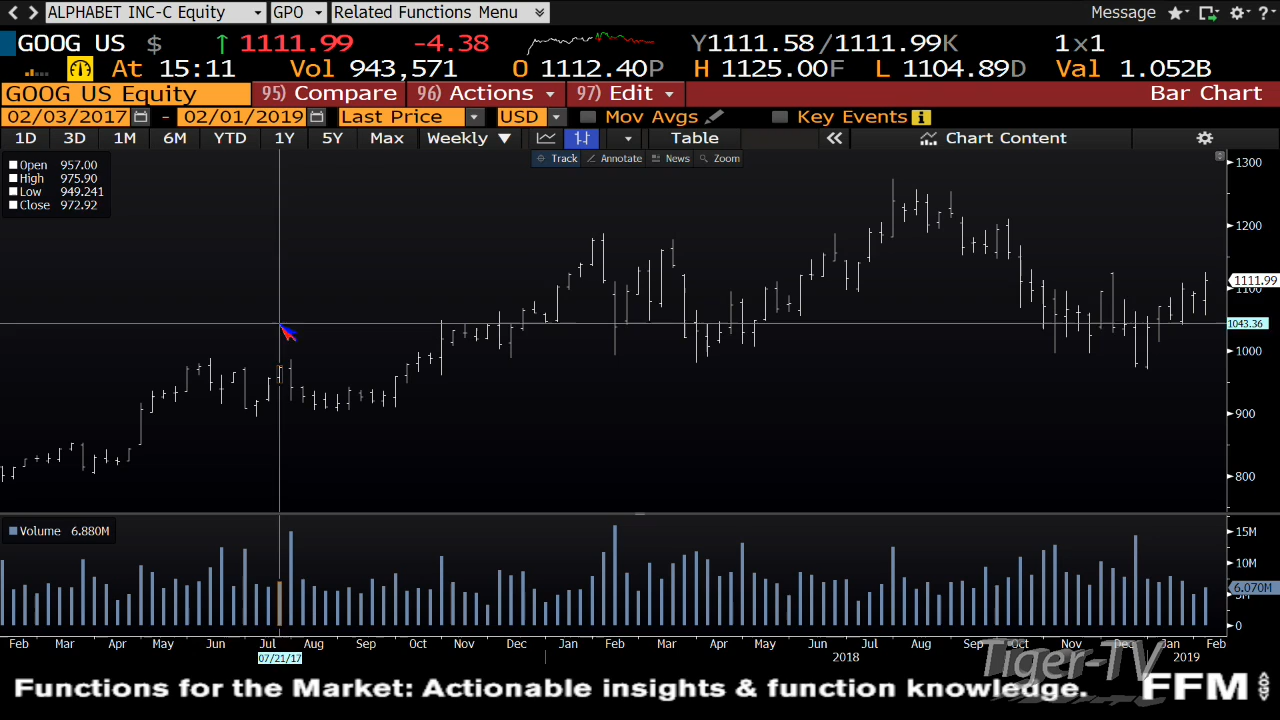 ALPHABET INC-C Equity GPO Related Functions Menu Message ?
GOOG US $ 1111.99 -4.38 Y1111.58 /1111.99K 1×1
At 15:11 Vol 943,571 O 1112.40P H 1125.00F L 1104.89D Val 1.052B
GOOG US Equity 95) Compare 96) Actions 97) Edit Bar Chart
02/03/2017 - 02/01/2019 Last Price USD Mov Avgs Key Events i
1D 3D 1M 6M YTD 1Y 5Y Max Weekly Table Chart Content
Track Annotate News Zoom
Open 957.00
High 975.90
Low 949.241
Close 972.92
1300
1200
1111.99
1100
1043.36
1000
900
800
Volume 6.880M
15M
10M
6.070M
5M
0
Feb Mar Apr May Jun Jul Aug Sep Oct Nov Dec Jan Feb Mar Apr May Jun Jul Aug Sep Oct Nov Dec Jan Feb
07/21/17 2018 2019
Tiger-TV
Functions for the Market: Actionable insights & function knowledge. FFM